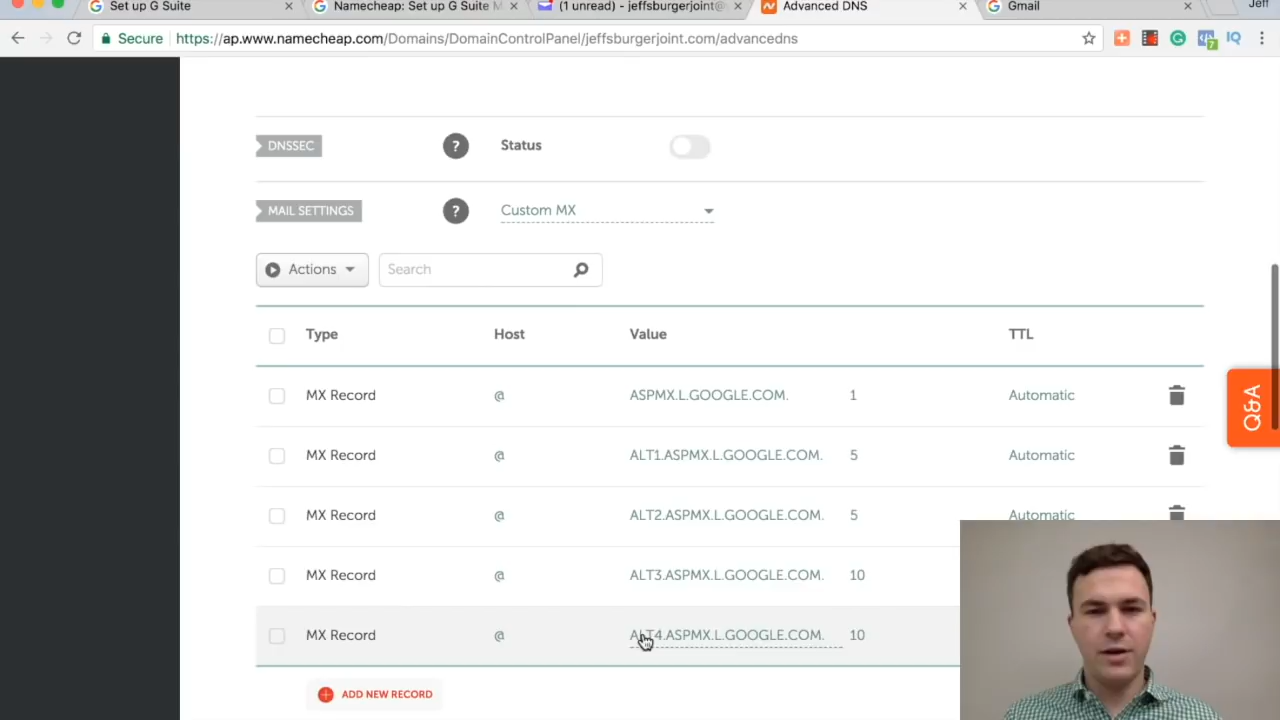 Set up G Suite
Namecheap: Set up G Suite M
(1 unread) - jeffsburgerjoint@
Advanced DNS
Gmail
Jeff
Secure
https://ap.www.namecheap.com/Domains/DomainControlPanel/jeffsburgerjoint.com/advancedns
7
IQ
DNSSEC
?
Status
MAIL SETTINGS
?
Custom MX
Actions
Search
Type
Host
Value
TTL
MX Record @ ASPMX.L.GOOGLE.COM. 1 Automatic
MX Record @ ALT1.ASPMX.L.GOOGLE.COM. 5 Automatic
MX Record @ ALT2.ASPMX.L.GOOGLE.COM. 5 Automatic
MX Record @ ALT3.ASPMX.L.GOOGLE.COM. 10
MX Record @ ALT4.ASPMX.L.GOOGLE.COM. 10
ADD NEW RECORD
Q&A